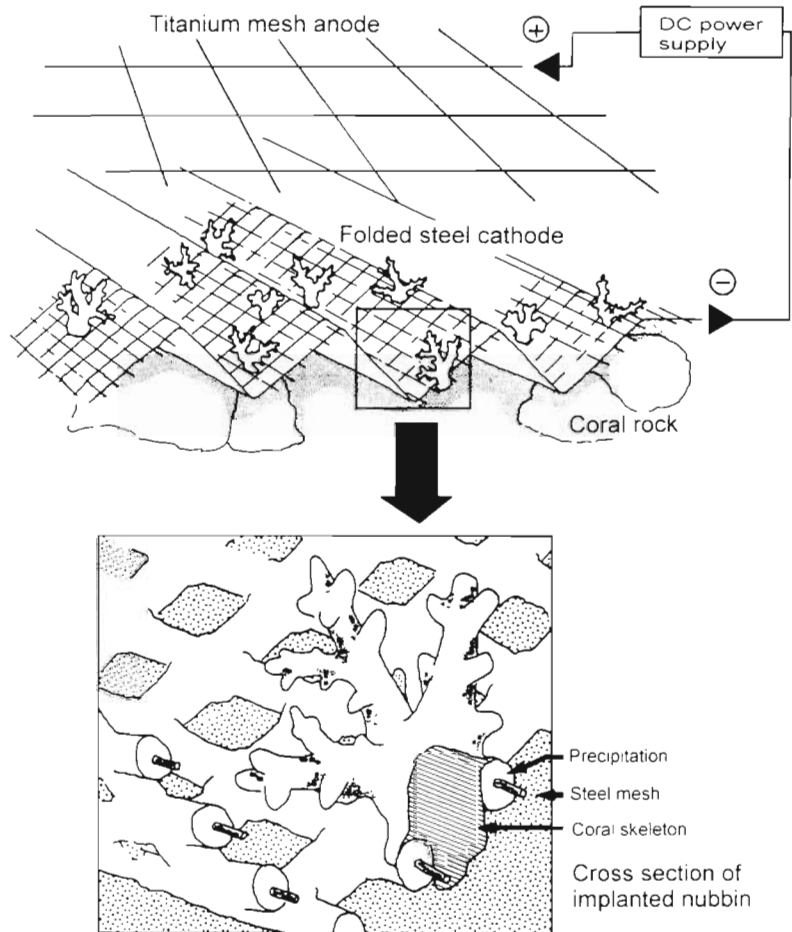 Titanium mesh anode
+
DC power
supply
Folded steel cathode
−
Coral rock
Precipitation
Steel mesh
Coral skeleton
Cross section of
implanted nubbin